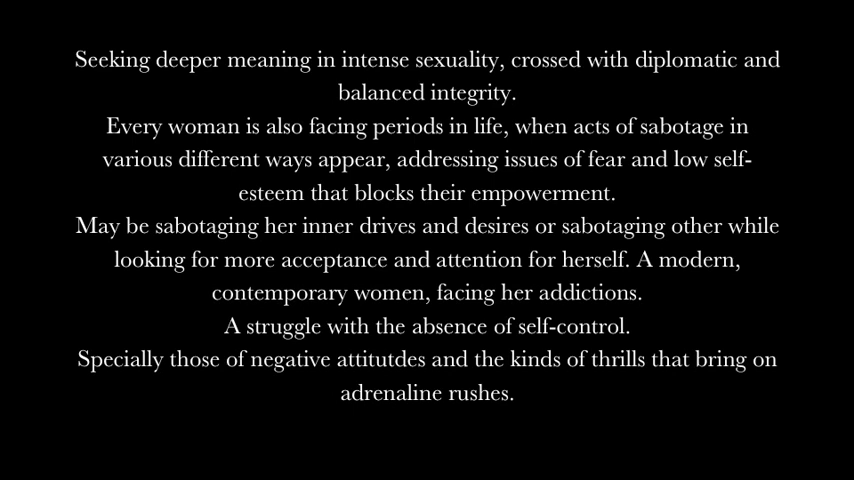 Seeking deeper meaning in intense sexuality, crossed with diplomatic and
balanced integrity.
Every woman is also facing periods in life, when acts of sabotage in
various different ways appear, addressing issues of fear and low self-
esteem that blocks their empowerment.
May be sabotaging her inner drives and desires or sabotaging other while
looking for more acceptance and attention for herself. A modern,
contemporary women, facing her addictions.
A struggle with the absence of self-control.
Specially those of negative attitutdes and the kinds of thrills that bring on
adrenaline rushes.